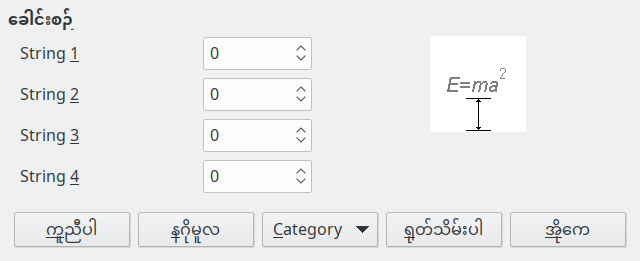 ခေါင်းစဉ်
String 1 0
String 2 0
E=ma2
String 3 0
String 4 0
ကူညီပါ နဂိုမူလ Category ရုတ်သိမ်းပါ အိုကေ